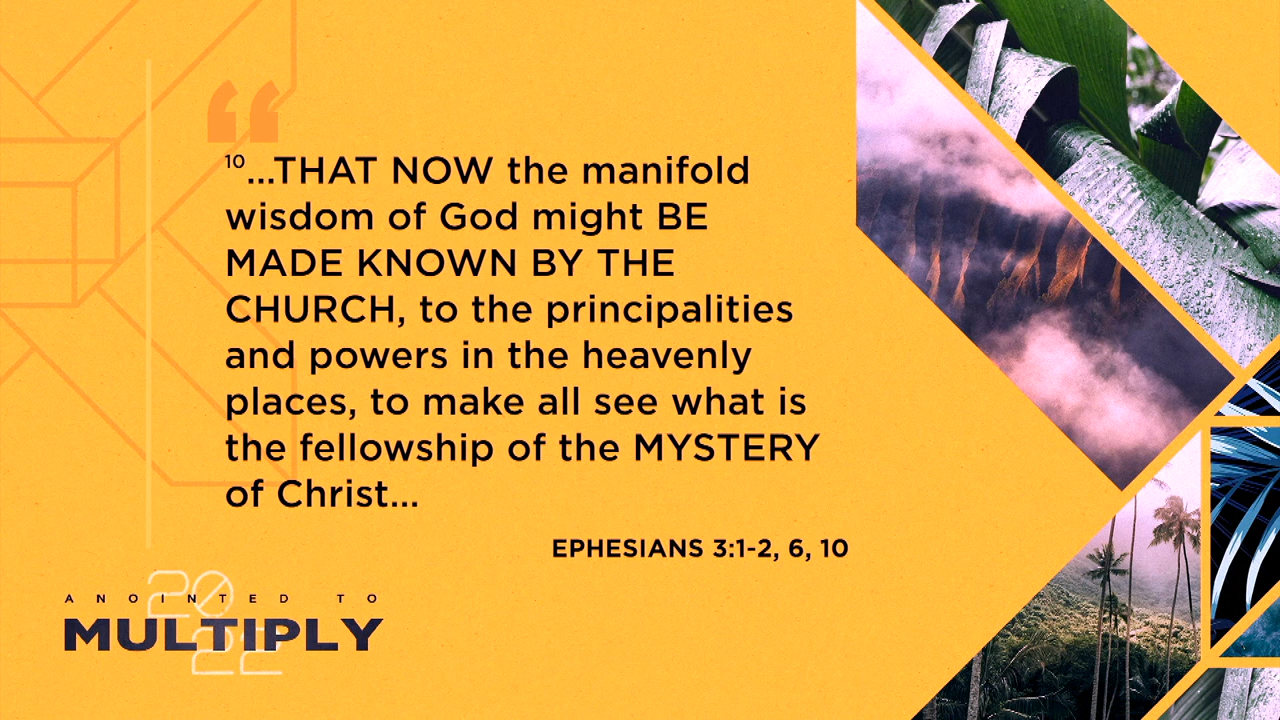 “
10...THAT NOW the manifold
wisdom of God might BE
MADE KNOWN BY THE
CHURCH, to the principalities
and powers in the heavenly
places, to make all see what is
the fellowship of the MYSTERY
of Christ...
EPHESIANS 3:1-2, 6, 10
20
ANOINTED TO
MULTIPLY
22